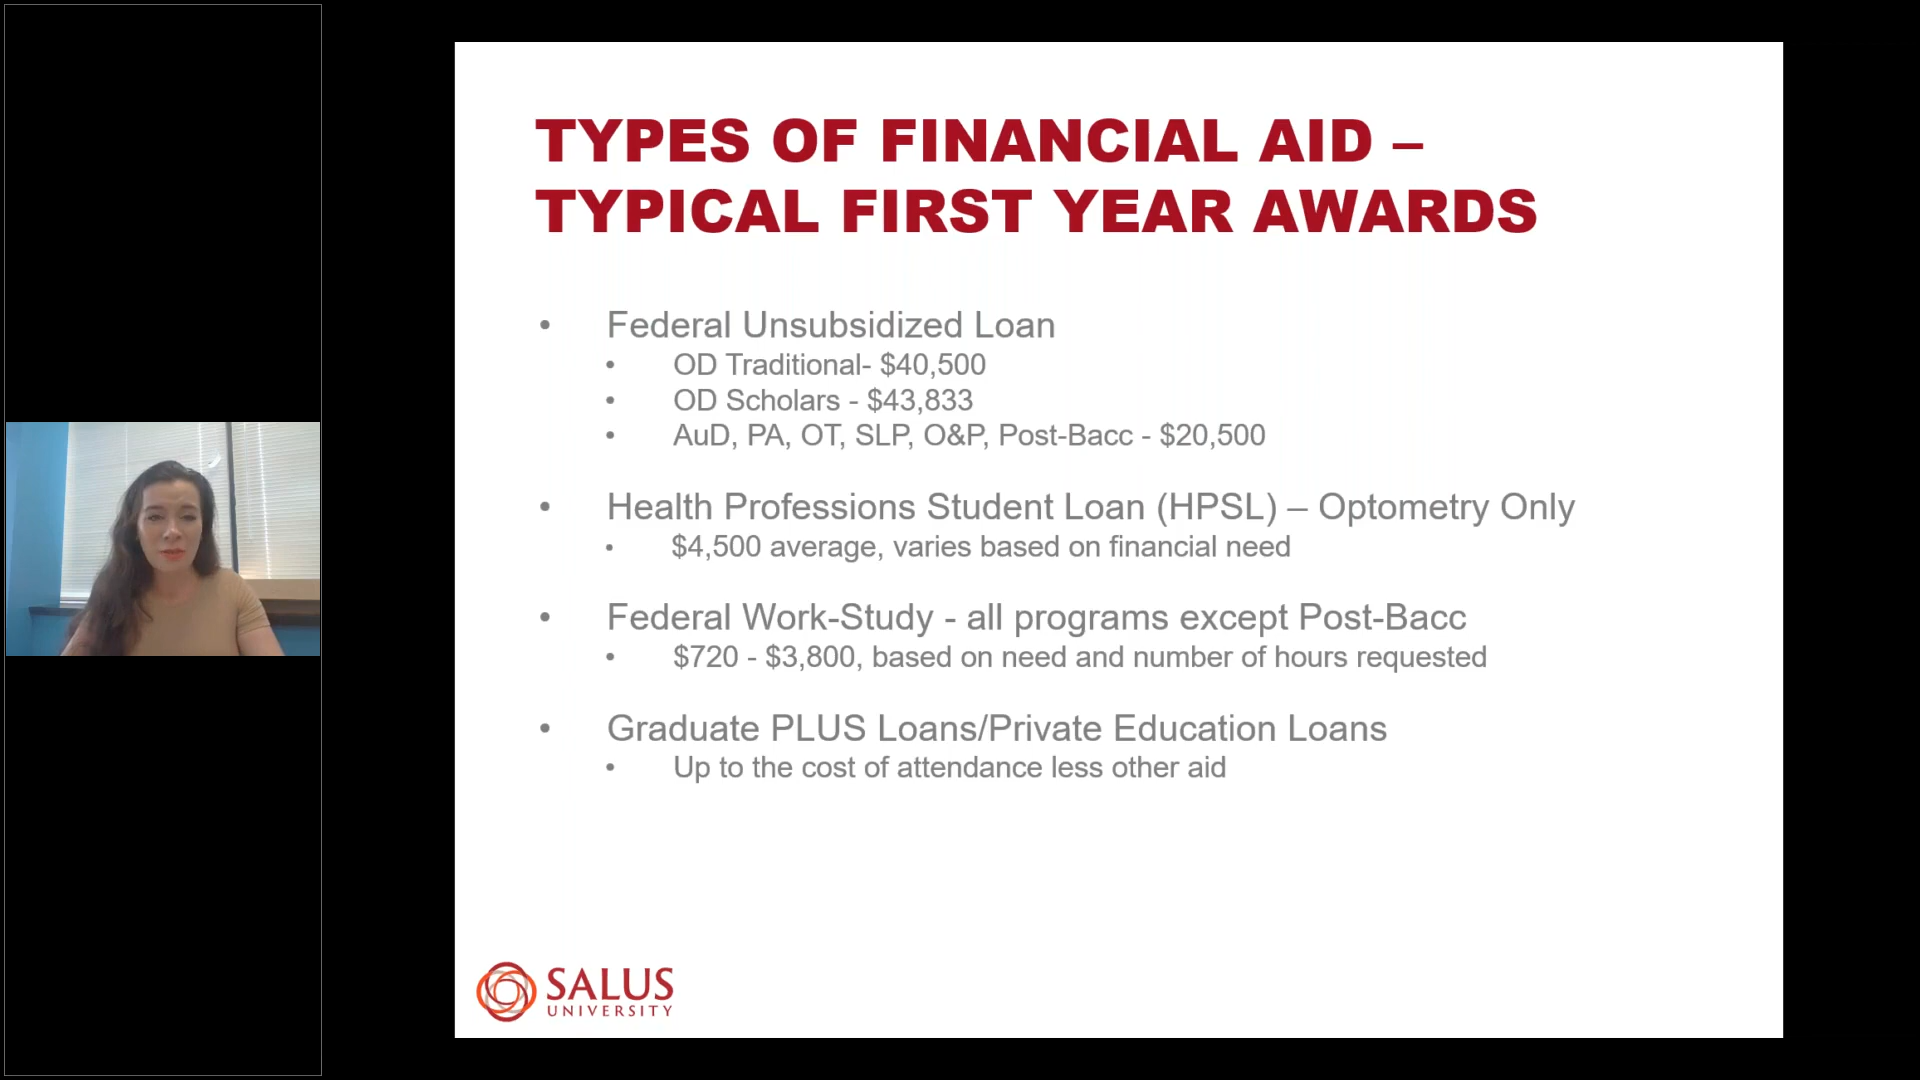 TYPES OF FINANCIAL AID –
TYPICAL FIRST YEAR AWARDS
• Federal Unsubsidized Loan
• OD Traditional- $40,500
• OD Scholars - $43,833
• AuD, PA, OT, SLP, O&P, Post-Bacc - $20,500
• Health Professions Student Loan (HPSL) – Optometry Only
• $4,500 average, varies based on financial need
• Federal Work-Study - all programs except Post-Bacc
• $720 - $3,800, based on need and number of hours requested
• Graduate PLUS Loans/Private Education Loans
• Up to the cost of attendance less other aid
SALUS
UNIVERSITY